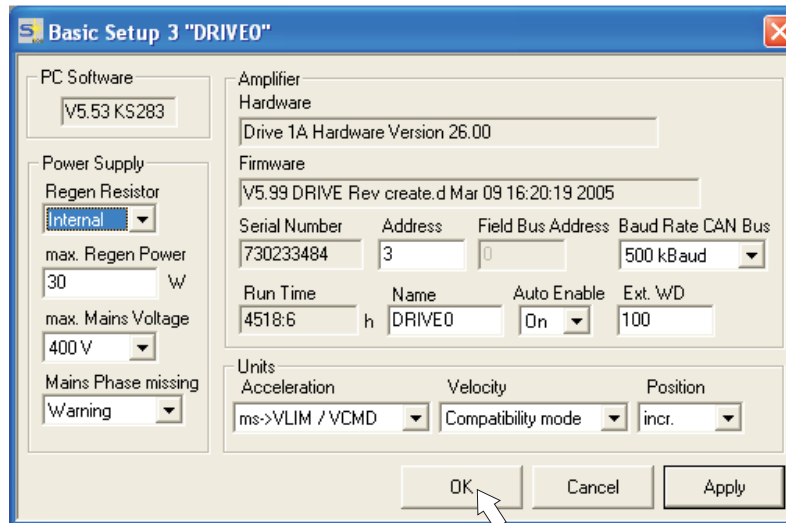 Basic Setup 3 "DRIVE0"
PC Software
V5.53 KS283
Power Supply
Regen Resistor
Internal
max. Regen Power
30 W
max. Mains Voltage
400 V
Mains Phase missing
Warning
Amplifier
Hardware
Drive 1A Hardware Version 26.00
Firmware
V5.99 DRIVE Rev create.d Mar 09 16:20:19 2005
Serial Number Address Field Bus Address Baud Rate CAN Bus
730233484 3 0 500 kBaud
Run Time Name Auto Enable Ext. WD
4518:6 h DRIVE0 On 100
Units
Acceleration Velocity Position
ms->VLIM / VCMD Compatibility mode incr.
OK Cancel Apply